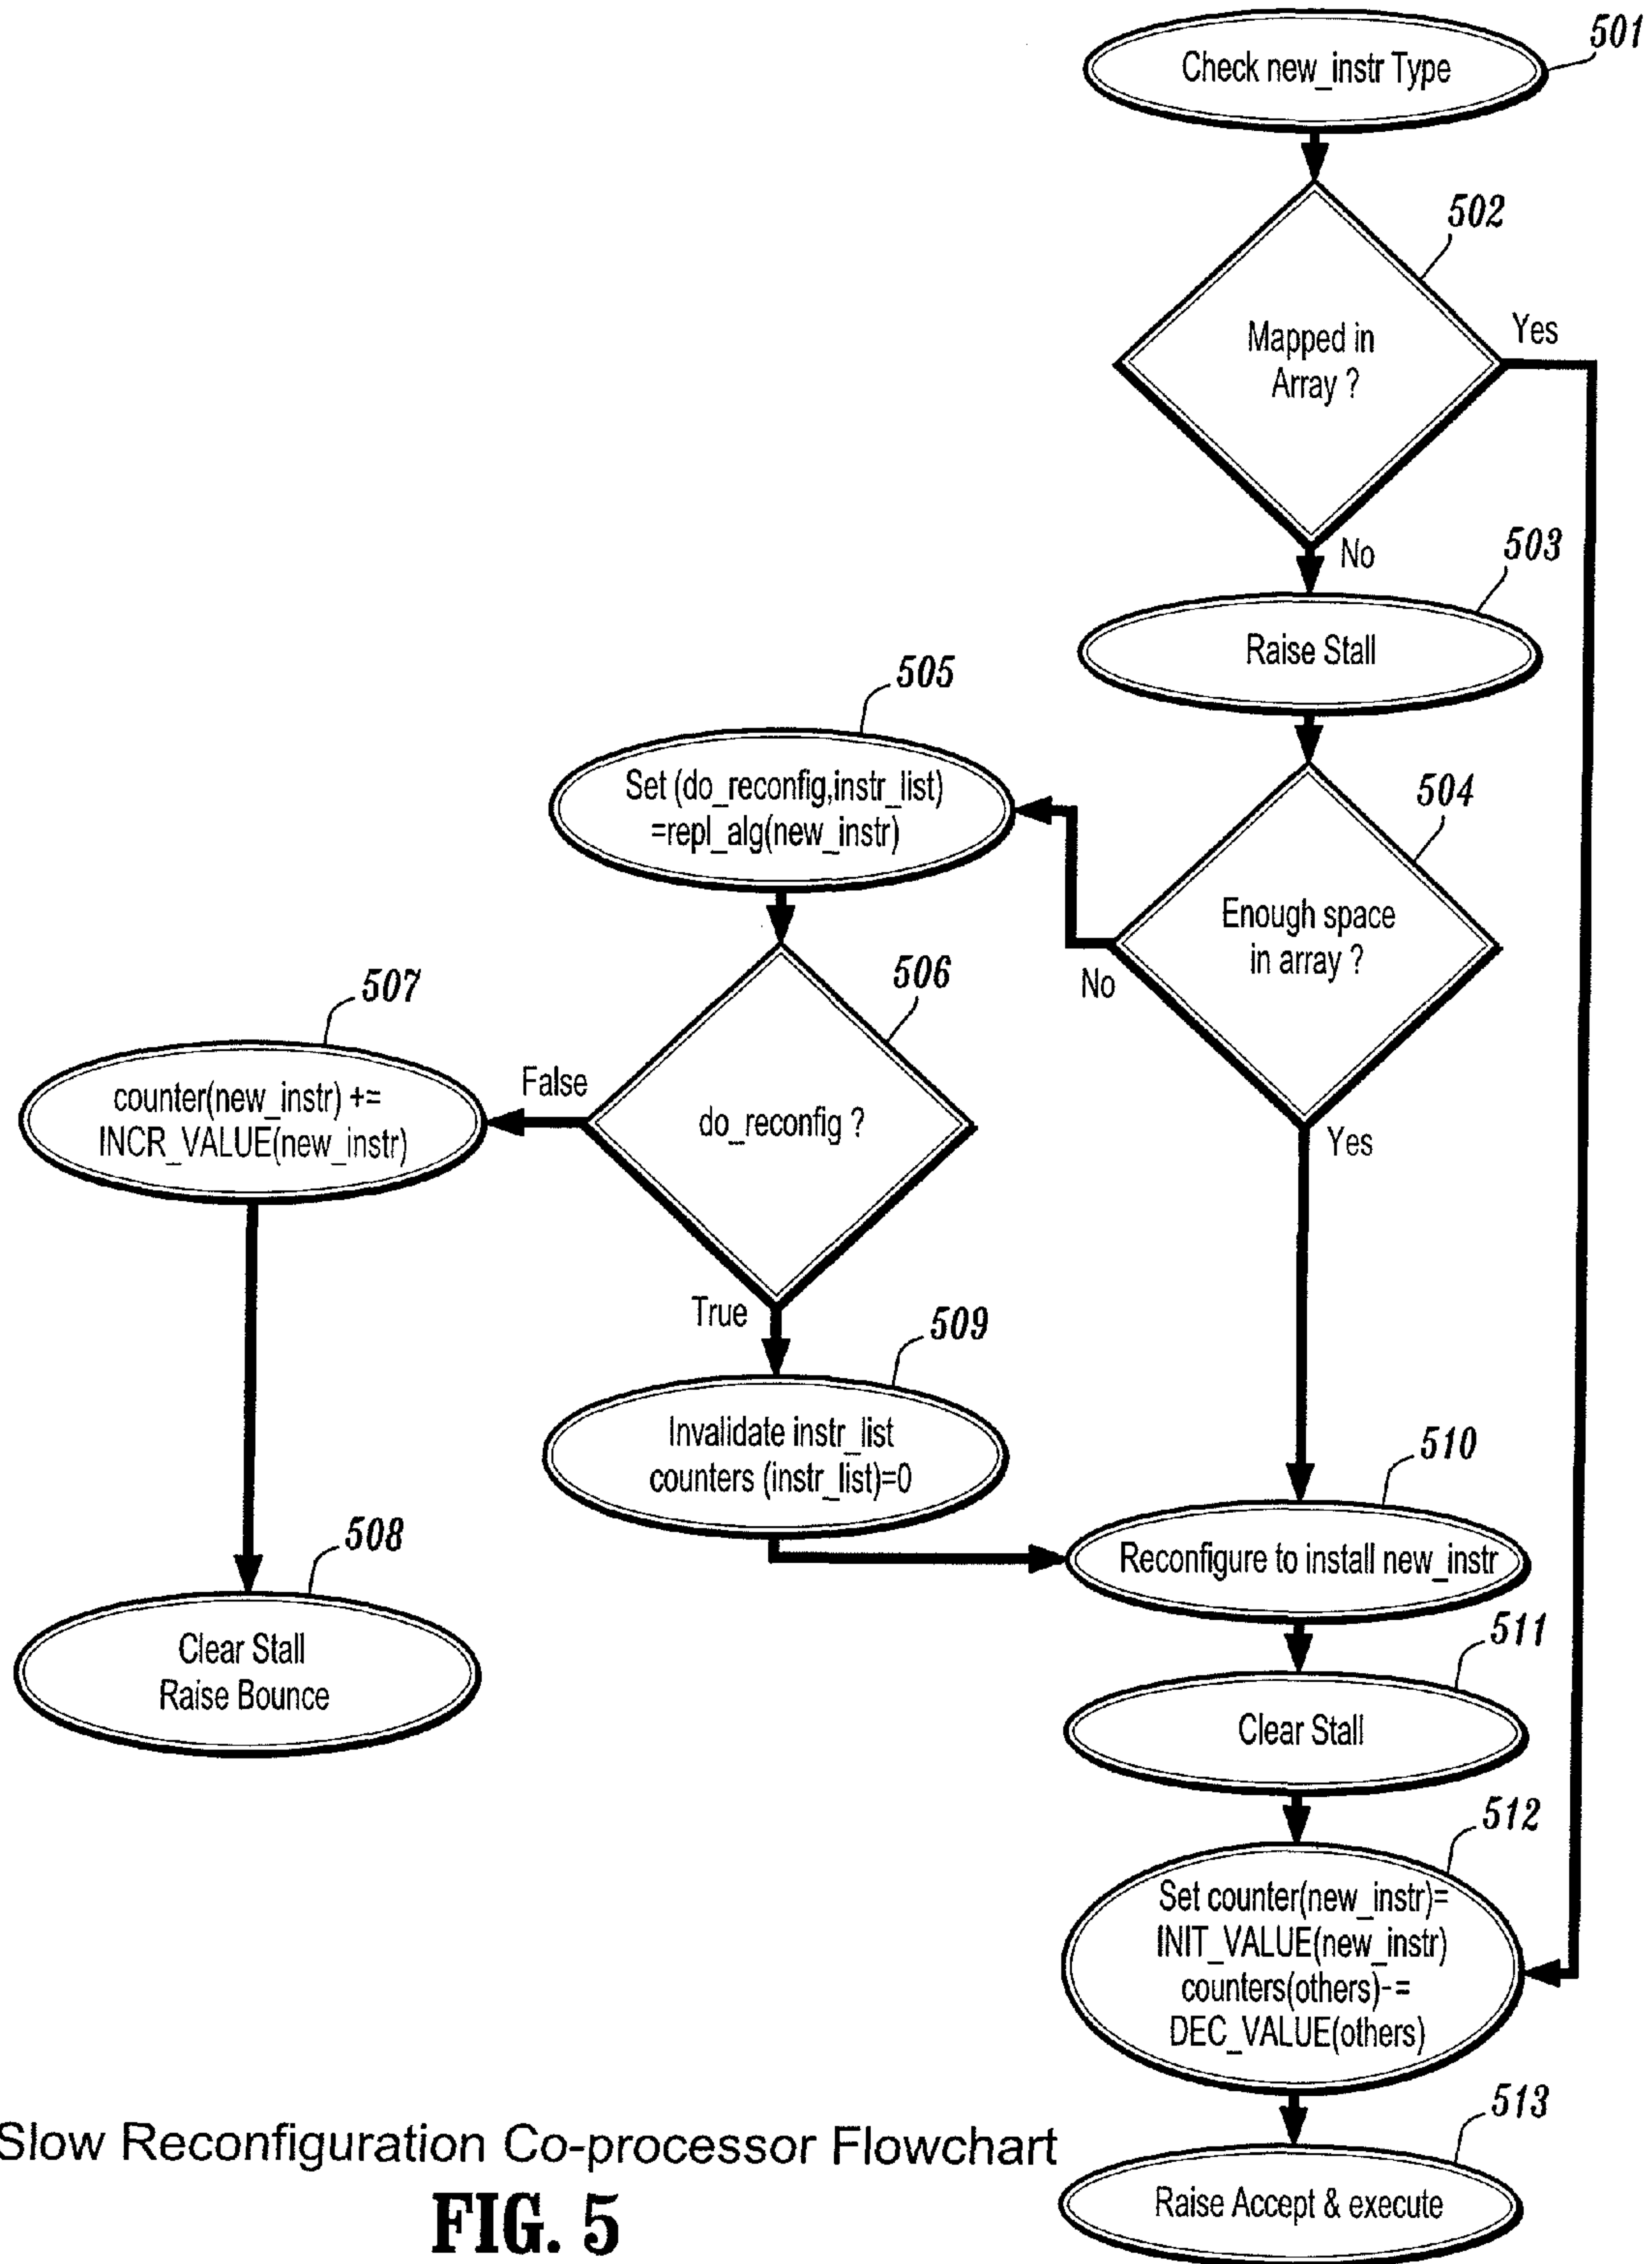 501
Check new_instr Type
502
Mapped in
Array ?
Yes
No
503
Raise Stall
504
Enough space
in array ?
No
Yes
505
Set (do_reconfig,instr_list)
=repl_alg(new_instr)
506
do_reconfig ?
False
True
507
counter(new_instr) +=
INCR_VALUE(new_instr)
508
Clear Stall
Raise Bounce
509
Invalidate instr_list
counters (instr_list)=0
510
Reconfigure to install new_instr
511
Clear Stall
512
Set counter(new_instr)=
INIT_VALUE(new_instr)
counters(others)-=
DEC_VALUE(others)
513
Raise Accept & execute
Slow Reconfiguration Co-processor Flowchart
FIG. 5